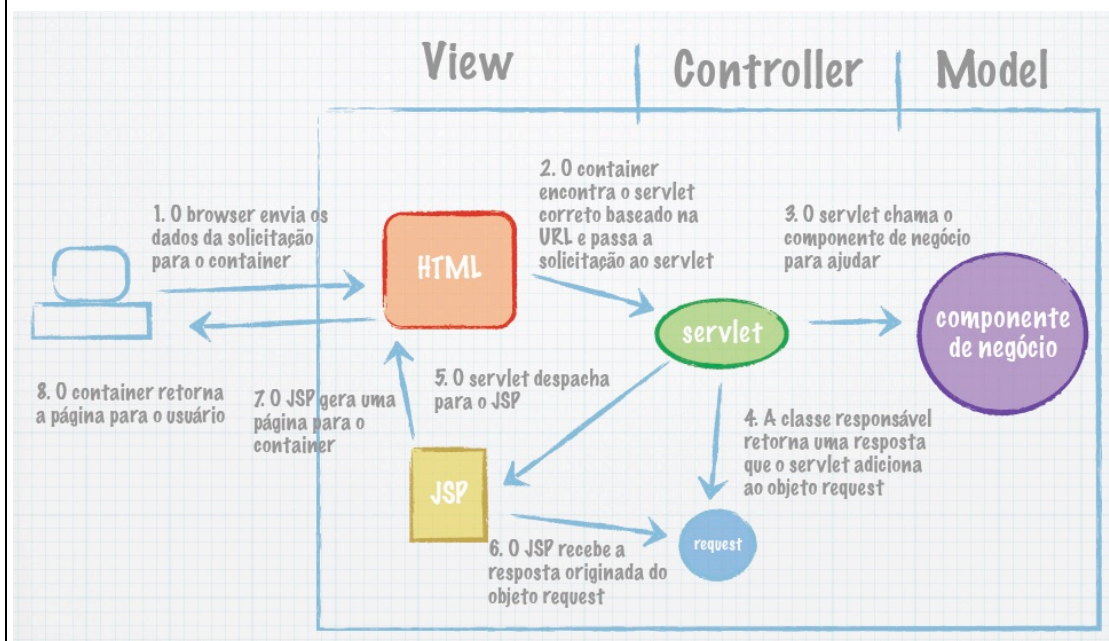 View
Controller
Model
1. O browser envia os
dados da solicitação
para o container
HTML
2. O container
encontra o servlet
correto baseado na
URL e passa a
solicitação ao servlet
servlet
3. O servlet chama o
componente de negócio
para ajudar
componente
de negócio
4. A classe responsável
retorna uma resposta
que o servlet adiciona
ao objeto request
request
5. O servlet despacha
para o JSP
JSP
6. O JSP recebe a
resposta originada do
objeto request
7. O JSP gera uma
página para o
container
8. O container retorna
a página para o usuário